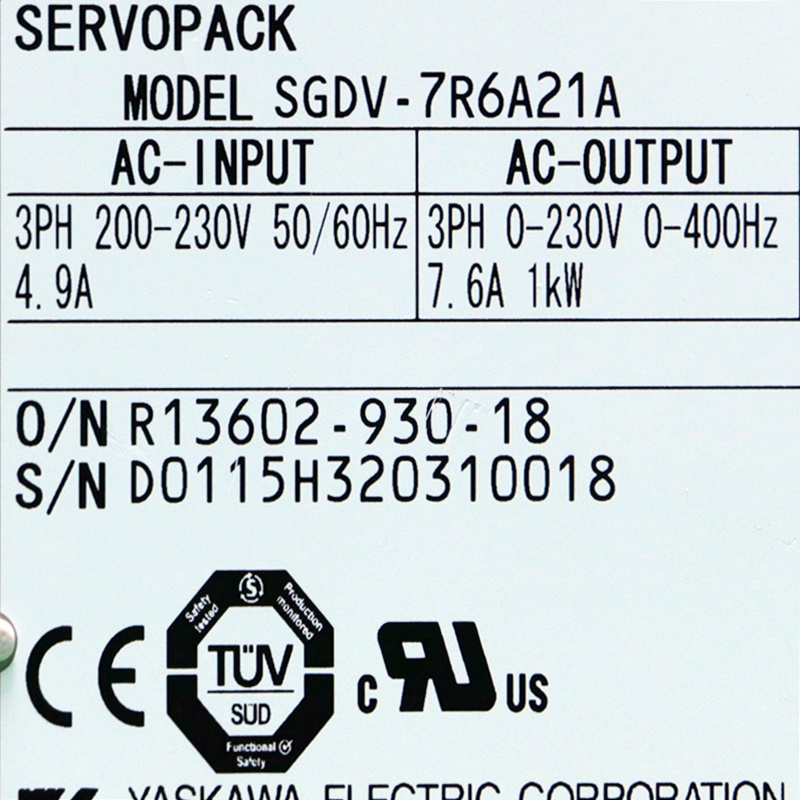 SERVOPACK
MODEL SGDV-7R6A21A
AC-INPUT
AC-OUTPUT
3PH 200-230V 50/60Hz
4.9A
3PH 0-230V 0-400Hz
7.6A 1kW
O/N R13602-930-18
S/N D0115H320310018
CE
Safety tested
S
Production monitored
TÜV
SÜD
Functional
Safety
c RU US
YASKAWA ELECTRIC CORPORATION